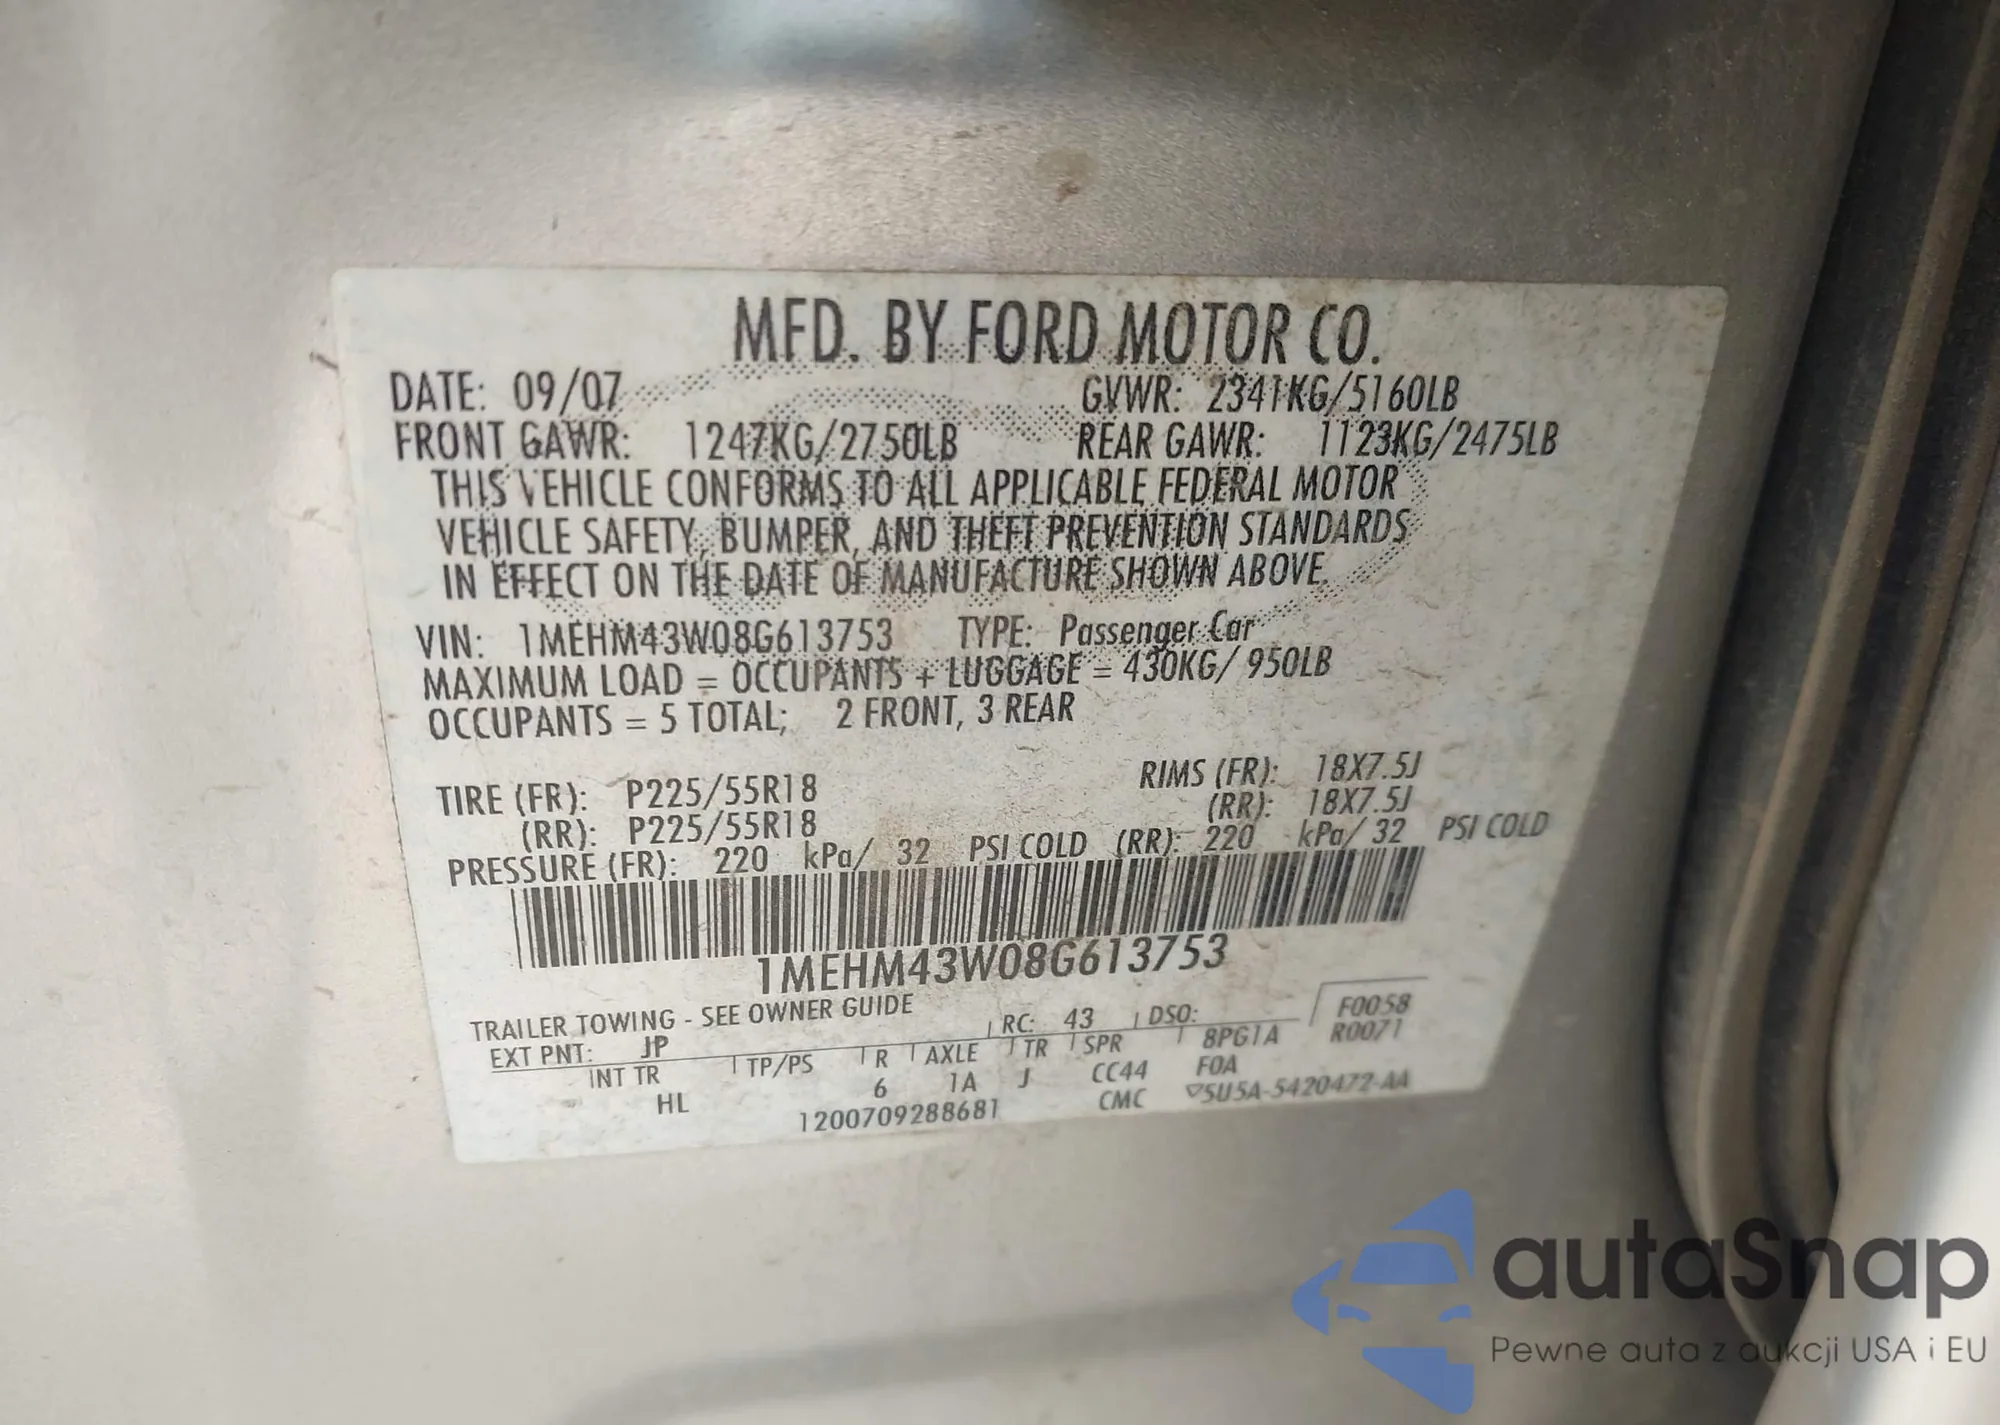 MFD. BY FORD MOTOR CO.
DATE: 09/07 GVWR: 2341KG/5160LB
FRONT GAWR: 1247KG/2750LB REAR GAWR: 1123KG/2475LB
THIS VEHICLE CONFORMS TO ALL APPLICABLE FEDERAL MOTOR
VEHICLE SAFETY, BUMPER, AND THEFT PREVENTION STANDARDS
IN EFFECT ON THE DATE OF MANUFACTURE SHOWN ABOVE.
VIN: 1MEHM43W08G613753 TYPE: Passenger Car
MAXIMUM LOAD = OCCUPANTS + LUGGAGE = 430KG/ 950LB
OCCUPANTS = 5 TOTAL; 2 FRONT, 3 REAR
TIRE (FR): P225/55R18 RIMS (FR): 18X7.5J
(RR): P225/55R18 (RR): 18X7.5J
PRESSURE (FR): 220 kPa/ 32 PSI COLD (RR): 220 kPa/ 32 PSI COLD
1MEHM43W08G613753
TRAILER TOWING - SEE OWNER GUIDE
EXT PNT: JP RC: 43 DSO: F0058
INT TR TP/PS R AXLE TR SPR 8PG1A R0071
HL 6 1A J CC44 F0A
1200709288681 CMC ▽5U5A-5420472-AA
autaSnap
Pewne auta z aukcji USA i EU